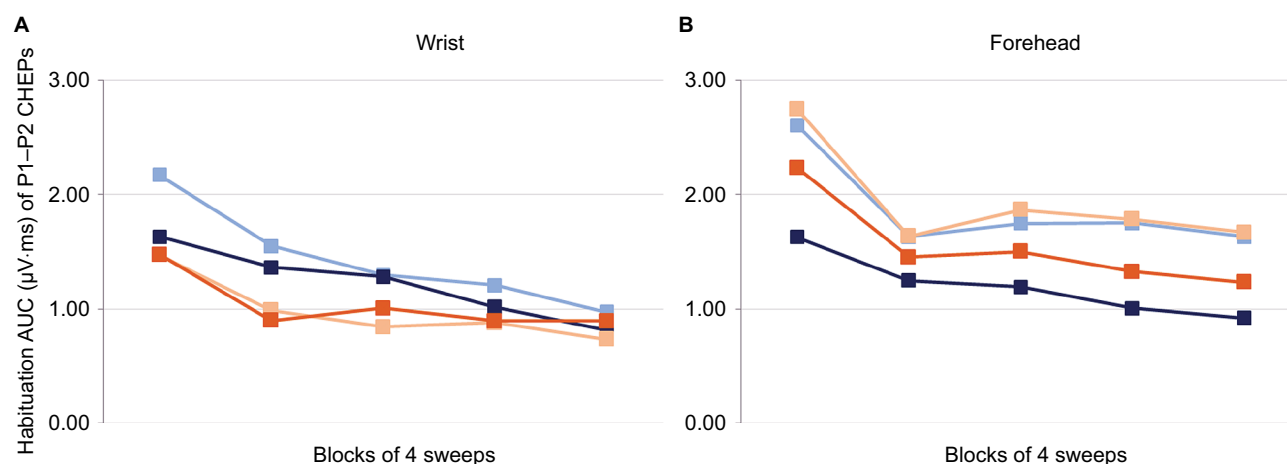 A
Wrist
Habituation AUC (µV·ms) of P1–P2 CHEPs
3.00
2.00
1.00
0.00
Blocks of 4 sweeps
B
Forehead
3.00
2.00
1.00
0.00
Blocks of 4 sweeps